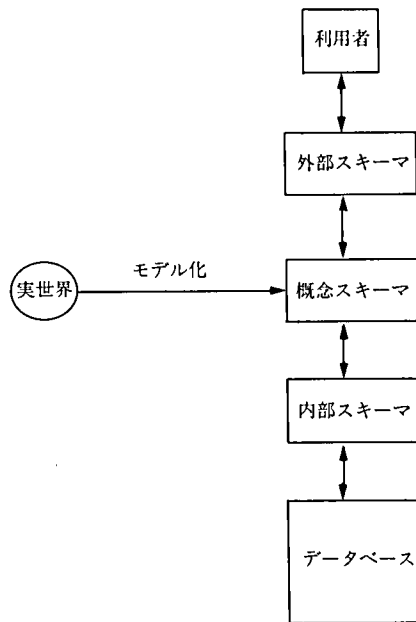 利用者
外部スキーマ
モデル化
実世界
概念スキーマ
内部スキーマ
データベース